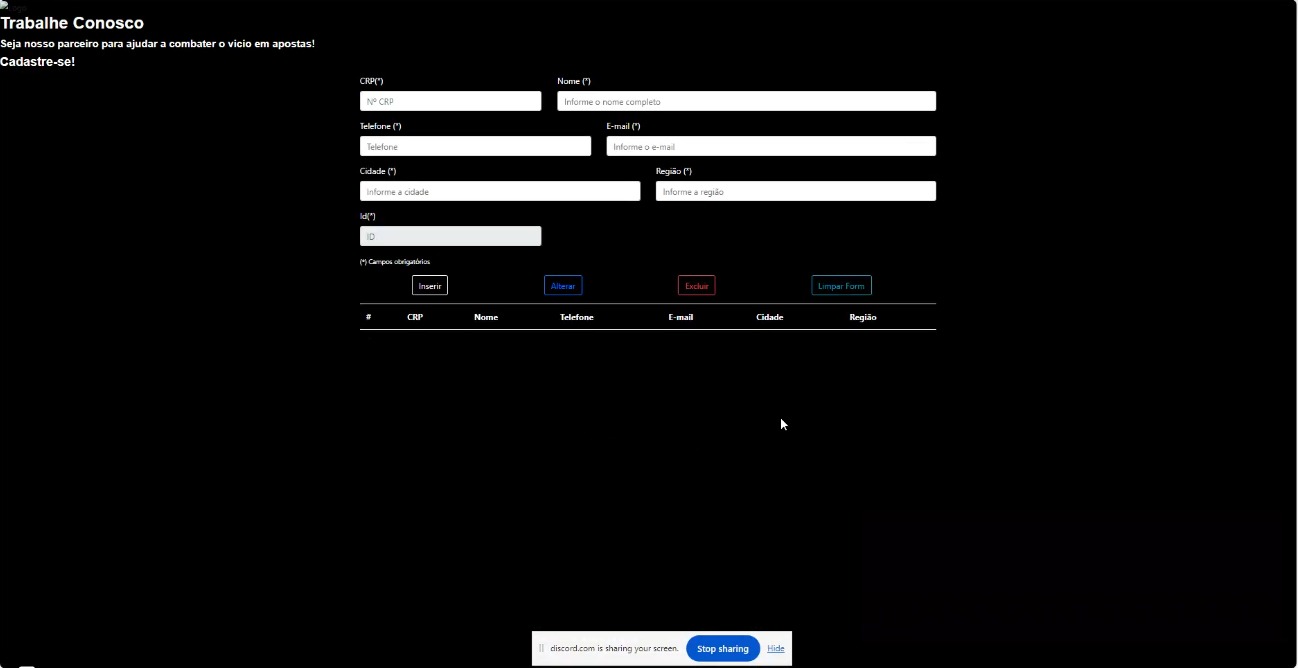 Trabalhe Conosco
Seja nosso parceiro para ajudar a combater o vicio em apostas!
Cadastre-se!
CRP(*) Nome (*)
Nº CRP Informe o nome completo
Telefone (*) E-mail (*)
Telefone Informe o e-mail
Cidade (*) Região (*)
Informe a cidade Informe a região
Id(*)
ID
(*) Campos obrigatórios
Inserir Alterar Excluir Limpar Form
# CRP Nome Telefone E-mail Cidade Região
discord.com is sharing your screen. Stop sharing Hide